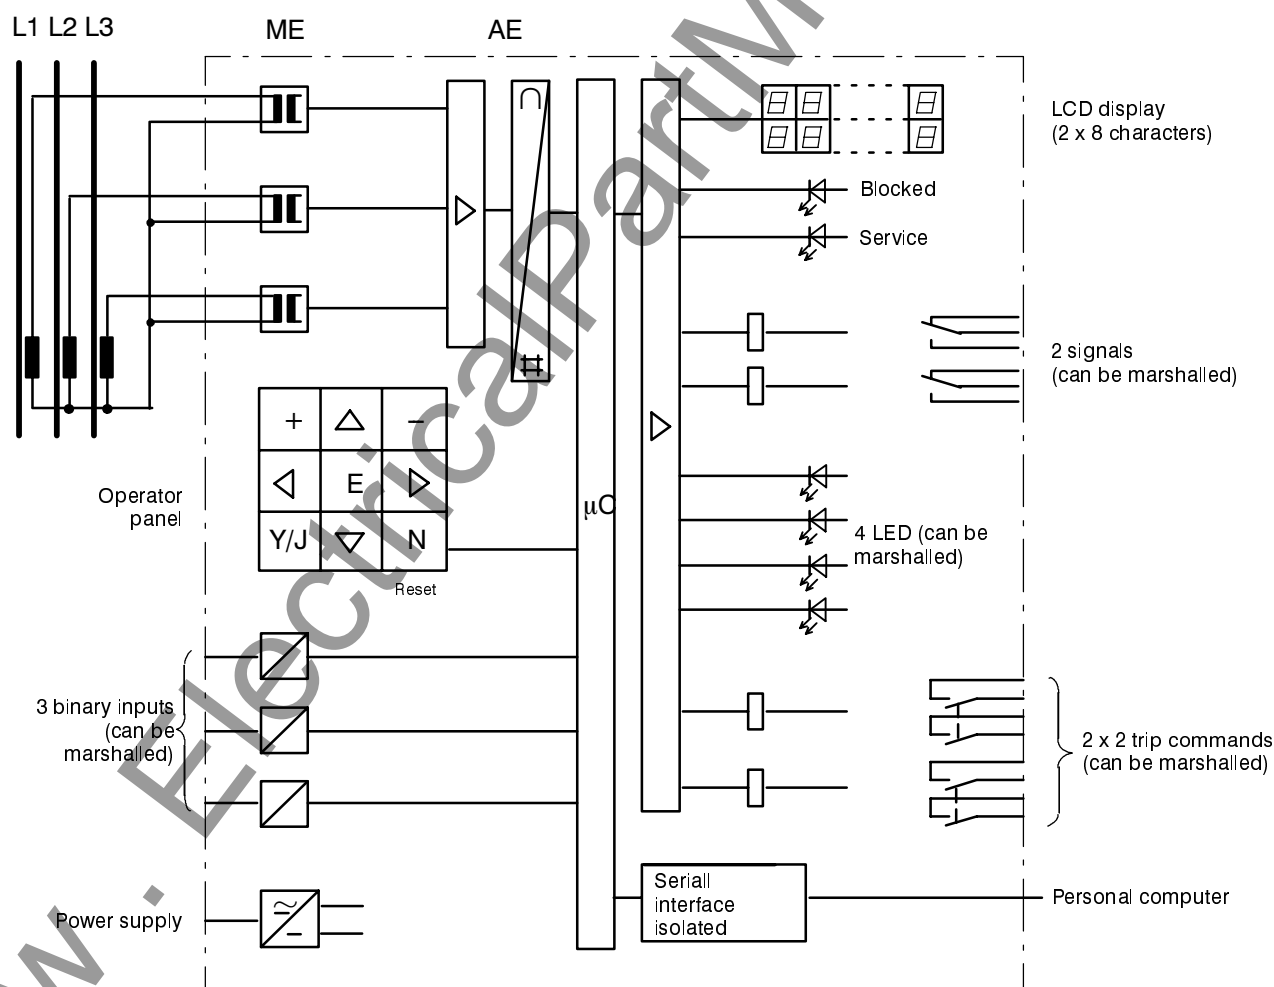 L1 L2 L3
ME
AE
LCD display
(2 x 8 characters)
Blocked
Service
2 signals
(can be marshalled)
+
−
E
Y/J
N
Operator
panel
Reset
μC
4 LED (can be
marshalled)
3 binary inputs
(can be
marshalled)
2 x 2 trip commands
(can be marshalled)
Seriall
interface
isolated
Personal computer
Power supply
w . ElectricalPartM